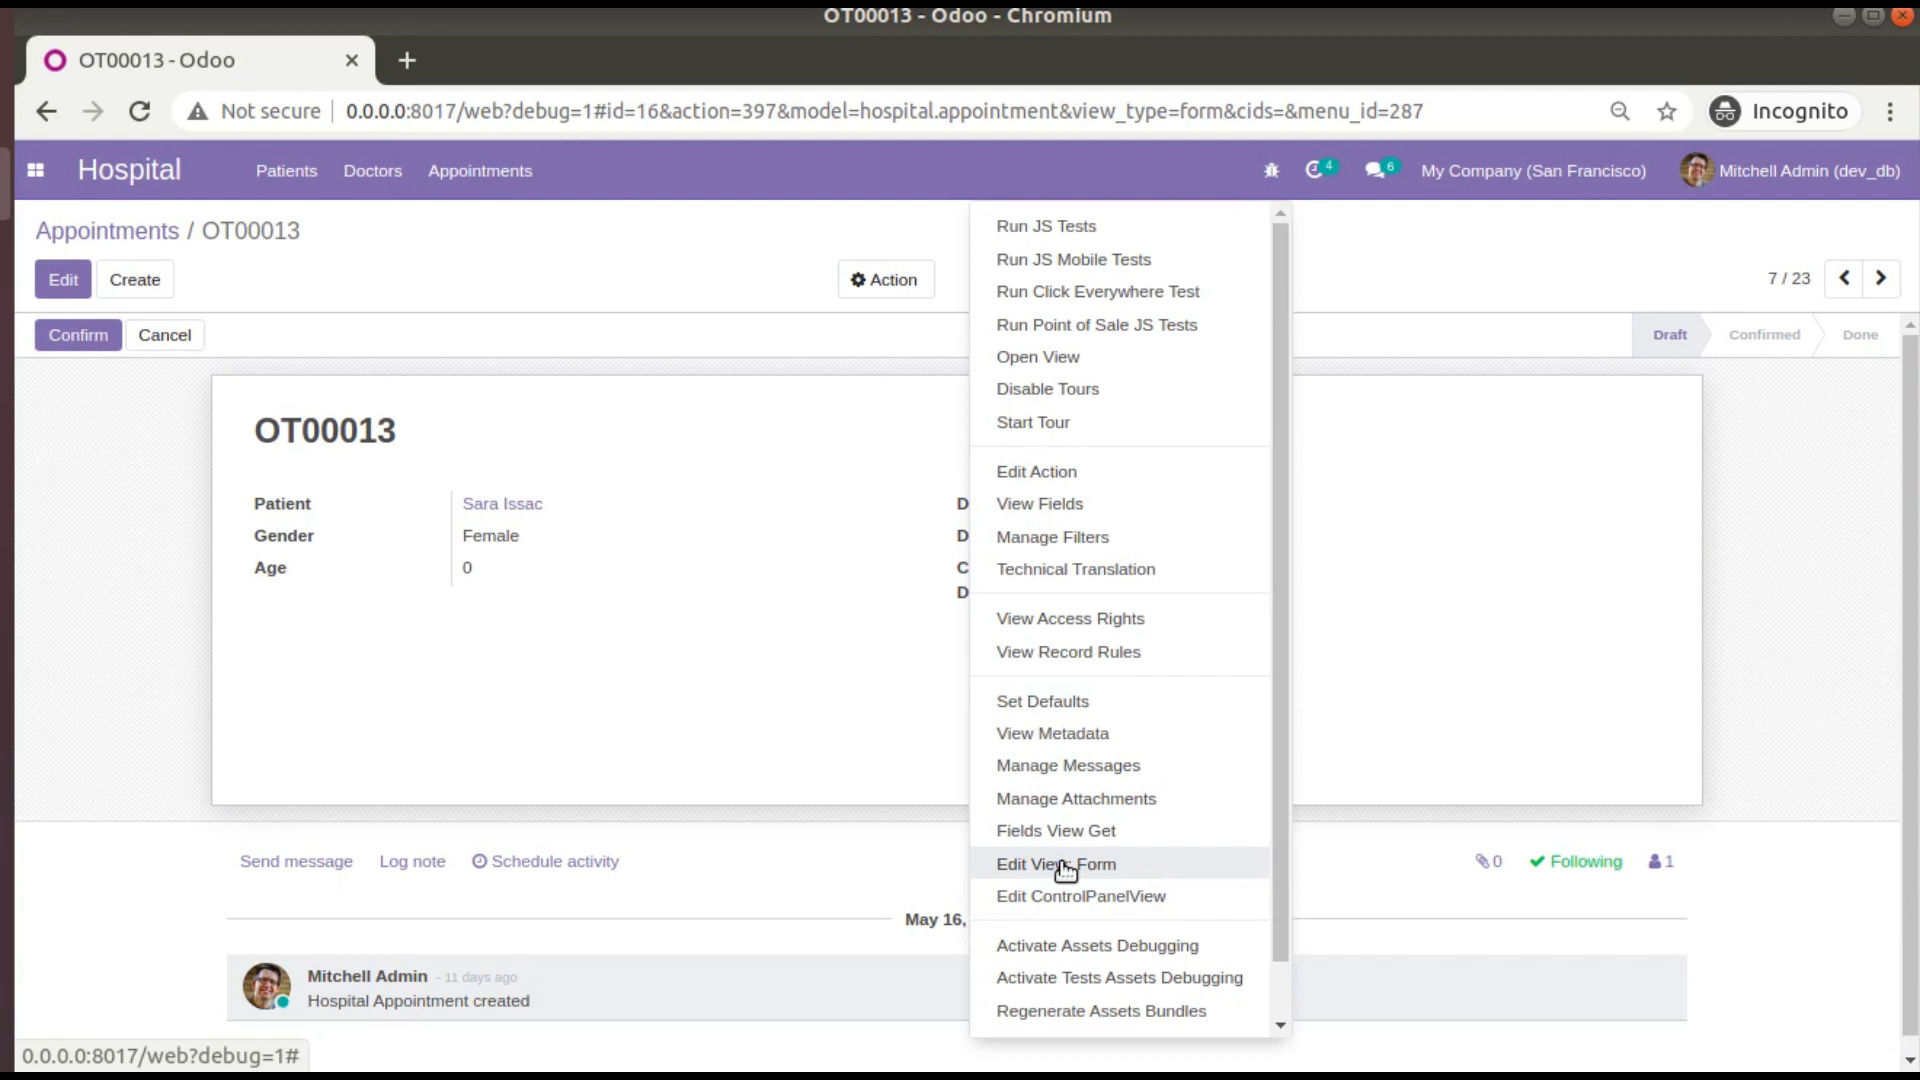 OT00013 - Odoo - Chromium
OT00013 - Odoo
Not secure 0.0.0.0:8017/web?debug=1#id=16&action=397&model=hospital.appointment&view_type=form&cids=&menu_id=287 Incognito
Hospital Patients Doctors Appointments 4 6 My Company (San Francisco) Mitchell Admin (dev_db)
Appointments / OT00013
Edit Create Action 7 / 23
Confirm Cancel Draft Confirmed Done
OT00013
Patient Sara Issac D
Gender Female D
Age 0 C
D
Run JS Tests
Run JS Mobile Tests
Run Click Everywhere Test
Run Point of Sale JS Tests
Open View
Disable Tours
Start Tour
Edit Action
View Fields
Manage Filters
Technical Translation
View Access Rights
View Record Rules
Set Defaults
View Metadata
Manage Messages
Manage Attachments
Fields View Get
Edit View: Form
Edit ControlPanelView
Activate Assets Debugging
Activate Tests Assets Debugging
Regenerate Assets Bundles
Send message Log note Schedule activity 0 Following 1
May 16,
Mitchell Admin - 11 days ago
Hospital Appointment created
0.0.0.0:8017/web?debug=1#